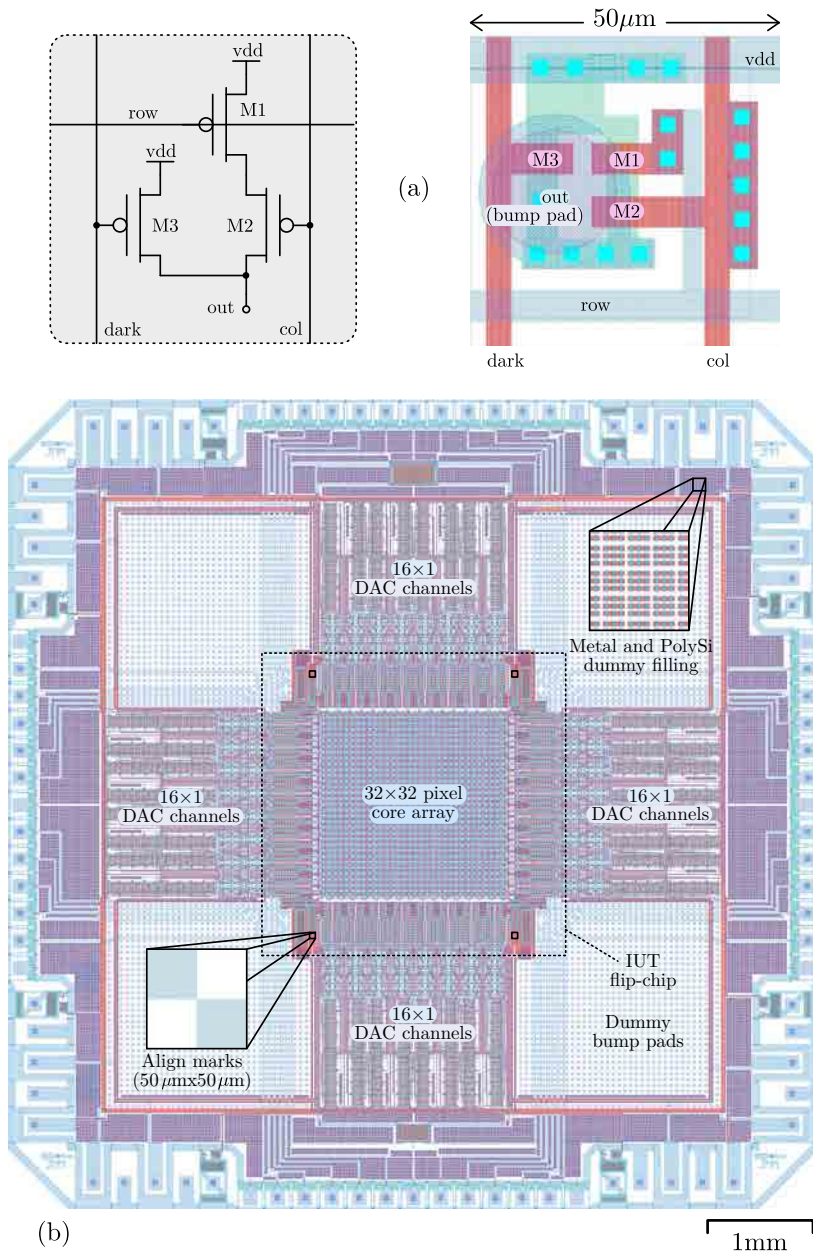 50μm
vdd
M1
row
vdd
M3
M2
out
dark
col
(a)
vdd
M3
M1
out
(bump pad)
M2
row
dark
col
16×1
DAC channels
Metal and PolySi
dummy filling
16×1
DAC channels
32×32 pixel
core array
16×1
DAC channels
IUT
flip-chip
16×1
DAC channels
Dummy
bump pads
Align marks
(50μmx50μm)
(b)
1mm